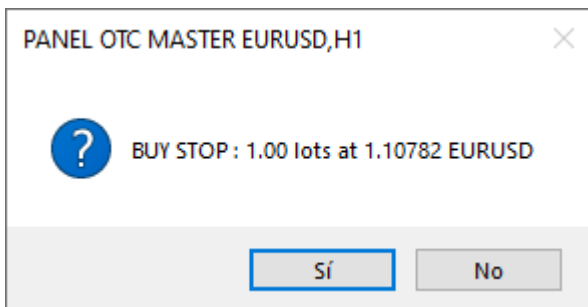 PANEL OTC MASTER EURUSD,H1
?
BUY STOP : 1.00 lots at 1.10782 EURUSD
Sí
No